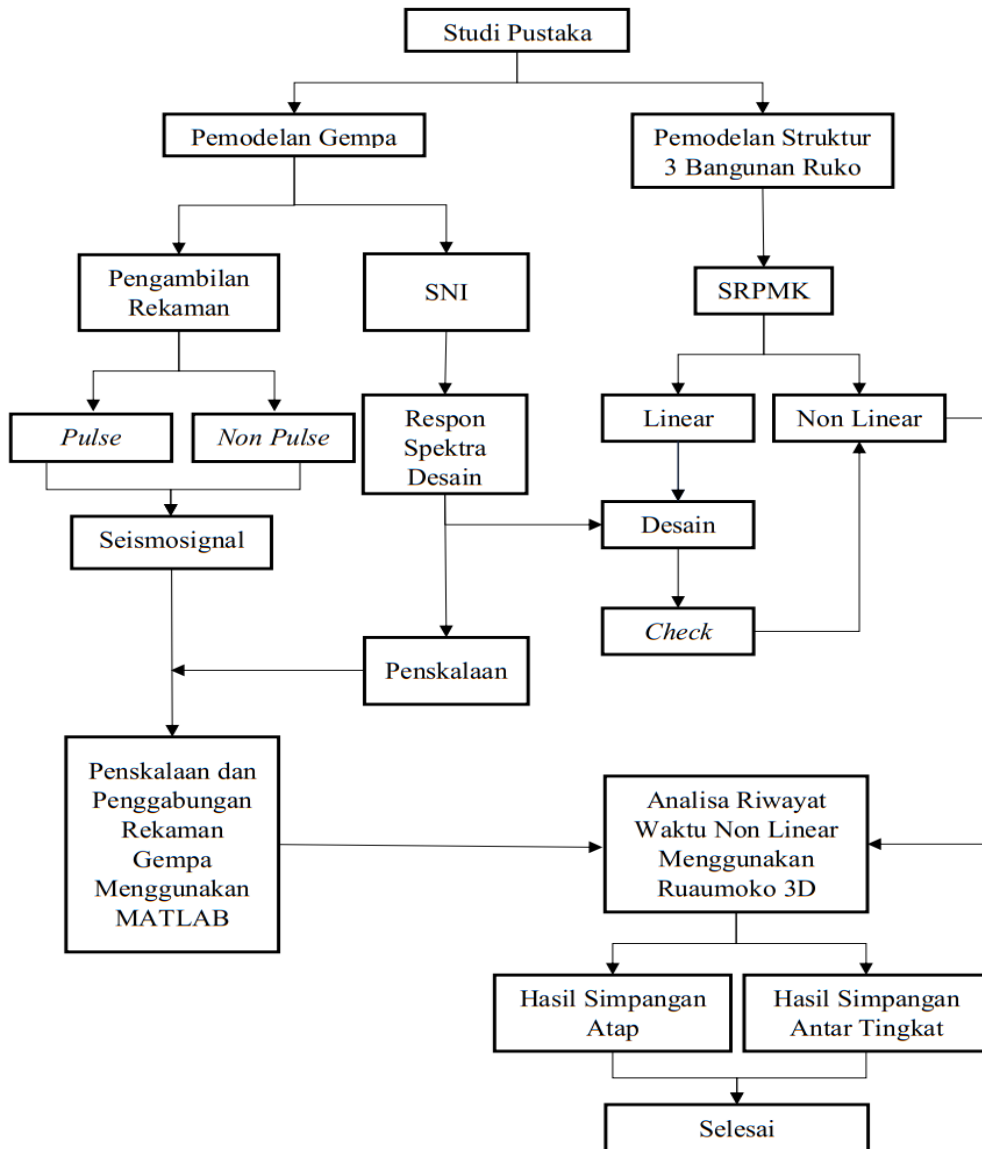 Studi Pustaka
Pemodelan Gempa
Pemodelan Struktur
3 Bangunan Ruko
Pengambilan
Rekaman
SNI
SRPMK
Pulse
Non Pulse
Respon
Spektra
Desain
Linear
Non Linear
Seismosignal
Desain
Check
Penskalaan
Penskalaan dan
Penggabungan
Rekaman
Gempa
Menggunakan
MATLAB
Analisa Riwayat
Waktu Non Linear
Menggunakan
Ruaumoko 3D
Hasil Simpangan
Atap
Hasil Simpangan
Antar Tingkat
Selesai